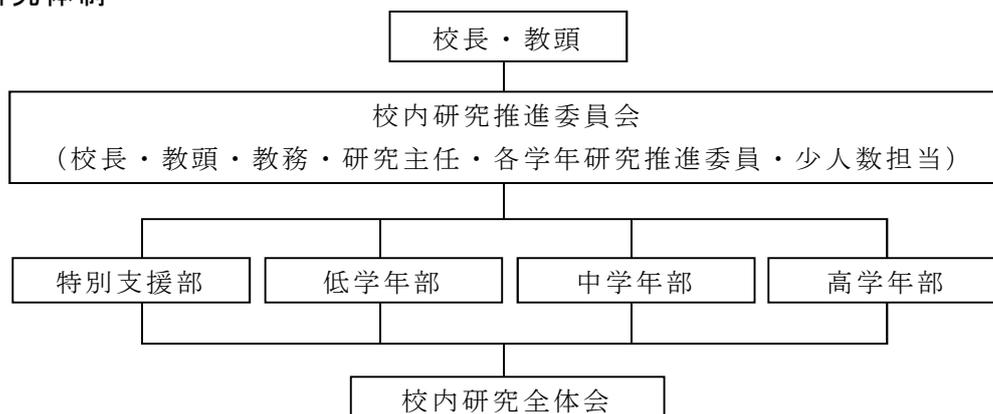 校長・教頭
校内研究推進委員会
（校長・教頭・教務・研究主任・各学年研究推進委員・少人数担当）
特別支援部
低学年部
中学年部
高学年部
校内研究全体会